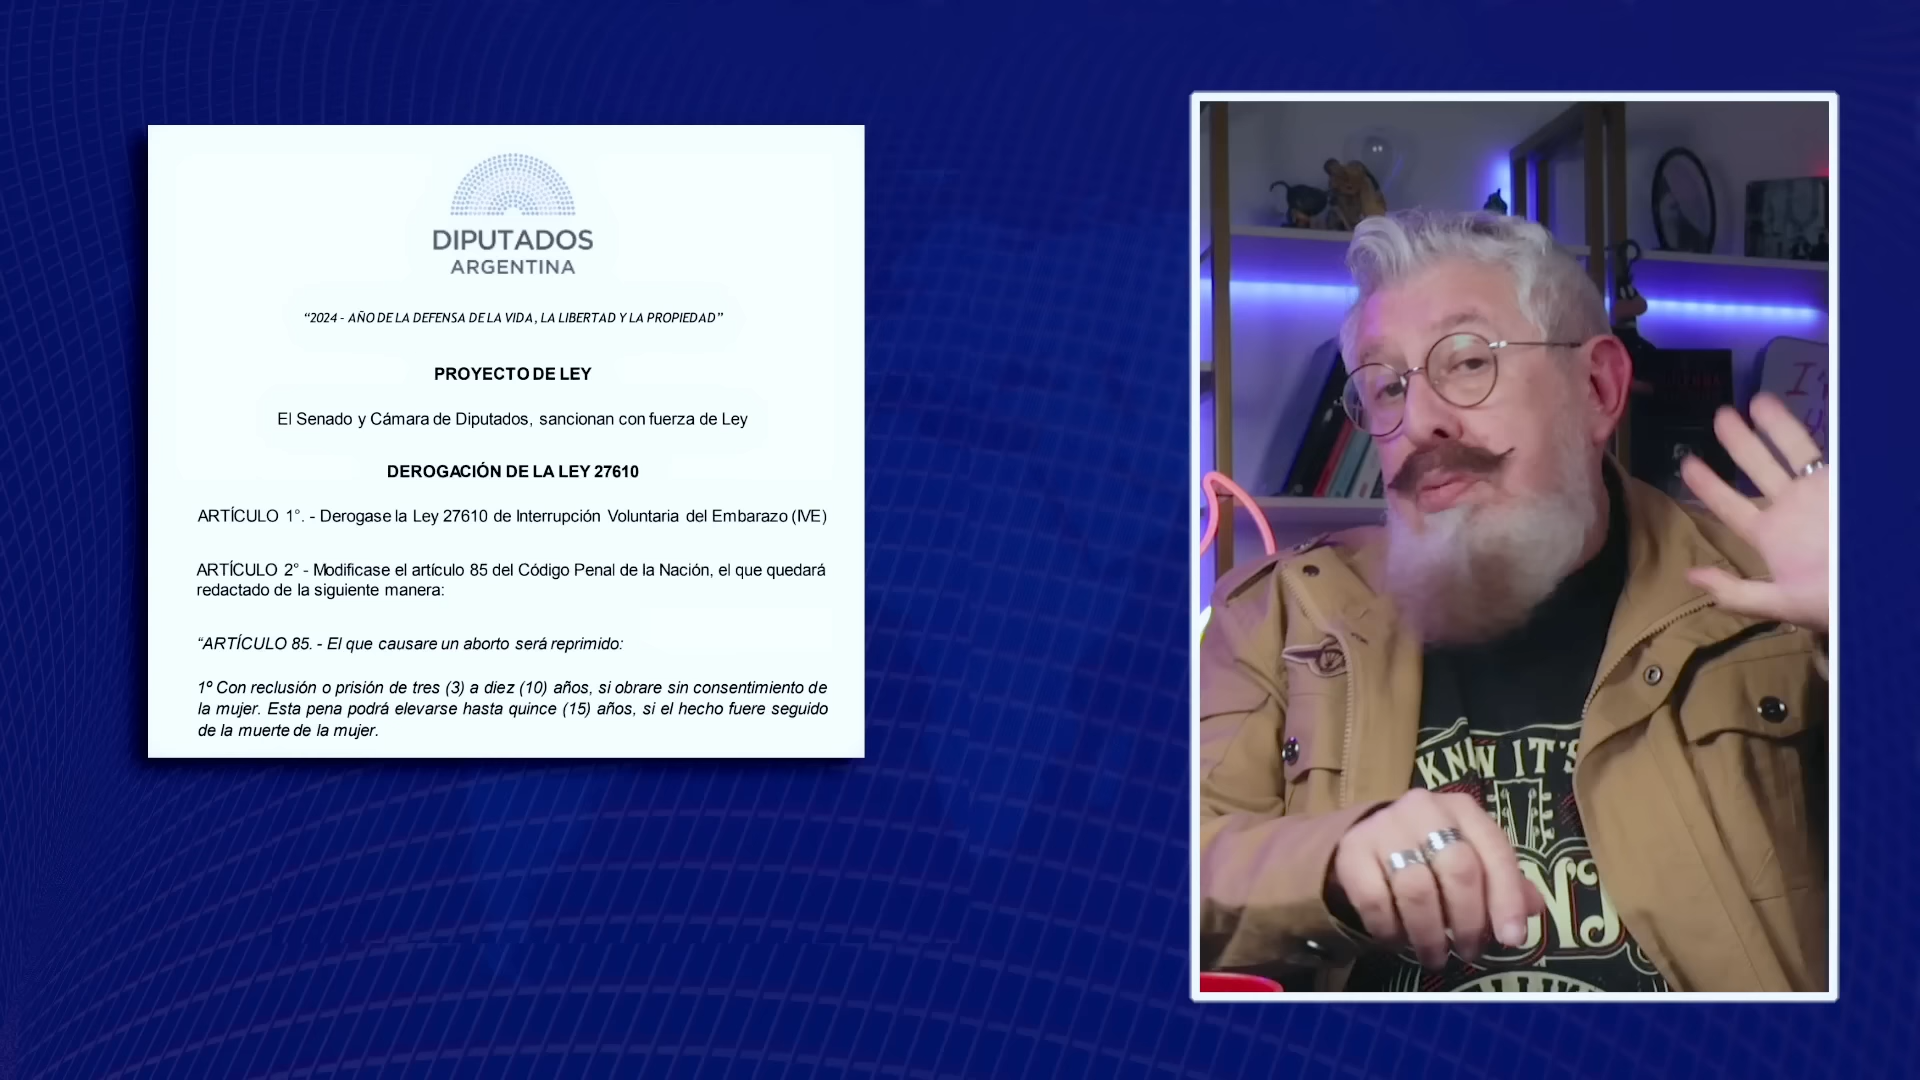 DIPUTADOS
ARGENTINA
“2024 - AÑO DE LA DEFENSA DE LA VIDA, LA LIBERTAD Y LA PROPIEDAD”
PROYECTO DE LEY
El Senado y Cámara de Diputados, sancionan con fuerza de Ley
DEROGACIÓN DE LA LEY 27610
ARTÍCULO 1°. - Derogase la Ley 27610 de Interrupción Voluntaria del Embarazo (IVE)
ARTÍCULO 2° - Modificase el artículo 85 del Código Penal de la Nación, el que quedará
redactado de la siguiente manera:
“ARTÍCULO 85. - El que causare un aborto será reprimido:
1º Con reclusión o prisión de tres (3) a diez (10) años, si obrare sin consentimiento de
la mujer. Esta pena podrá elevarse hasta quince (15) años, si el hecho fuere seguido
de la muerte de la mujer.
IT'S